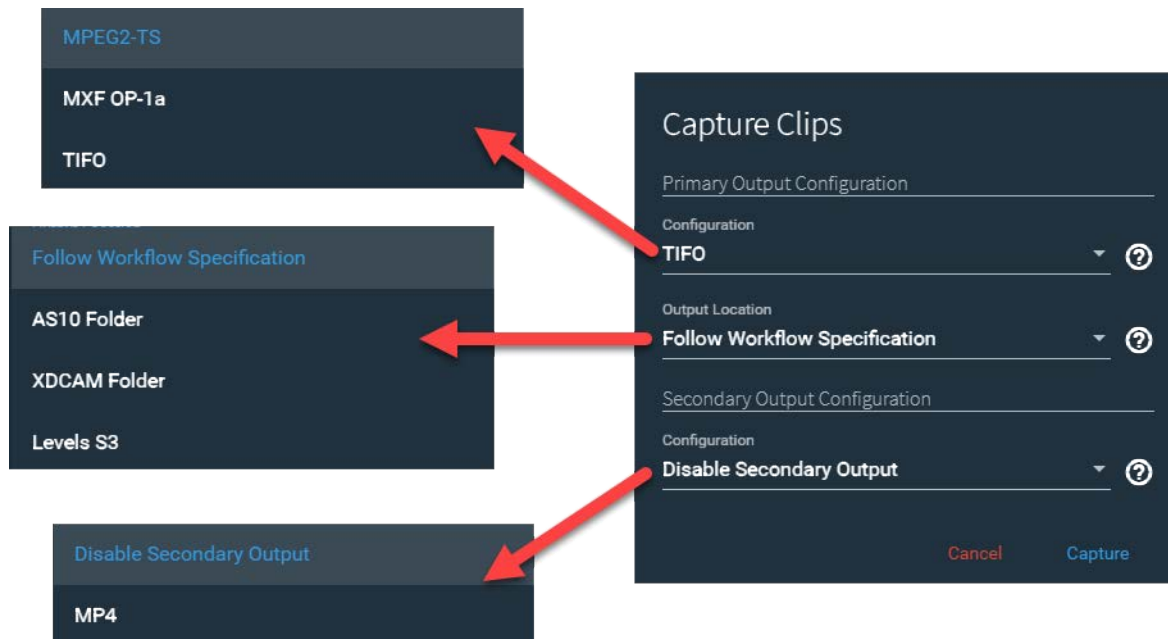 MPEG2-TS
MXF OP-1a
TIFO
Follow Workflow Specification
AS10 Folder
XDCAM Folder
Levels S3
Disable Secondary Output
MP4
Capture Clips
Primary Output Configuration
Configuration
TIFO
Output Location
Follow Workflow Specification
Secondary Output Configuration
Configuration
Disable Secondary Output
Cancel Capture